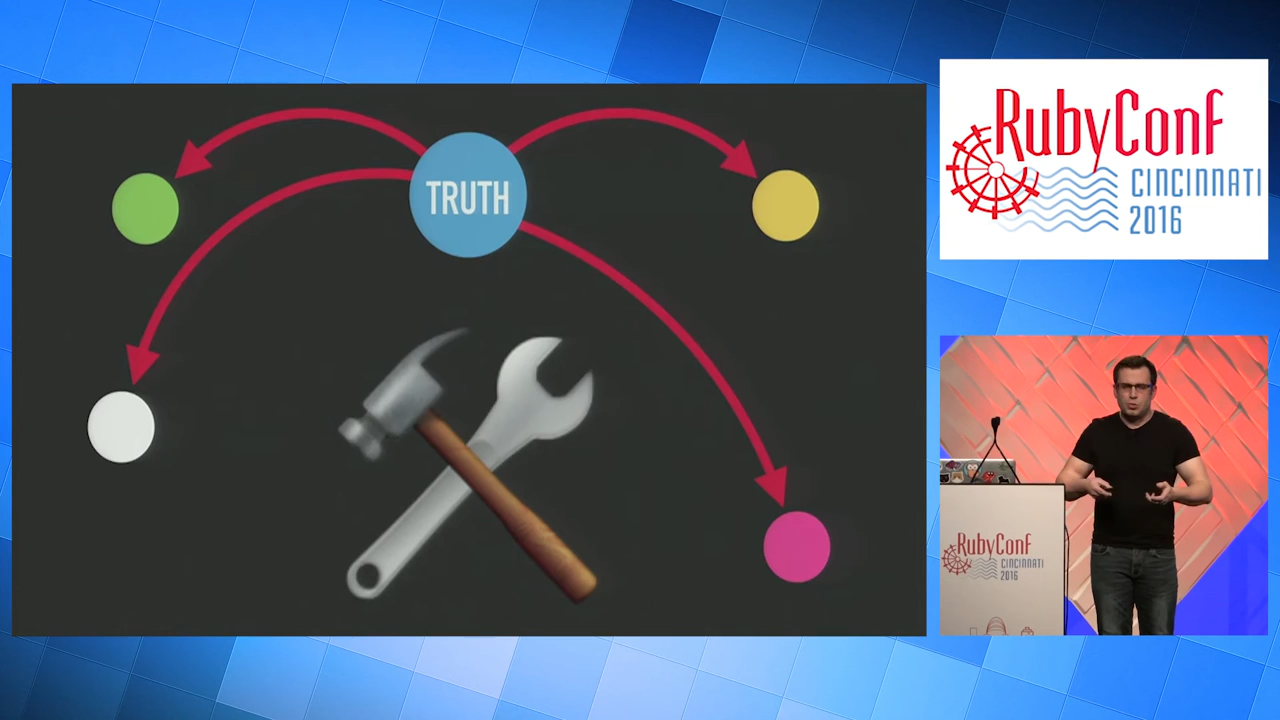 TRUTH
RubyConf
CINCINNATI
2016
RubyConf
CINCINNATI
2016